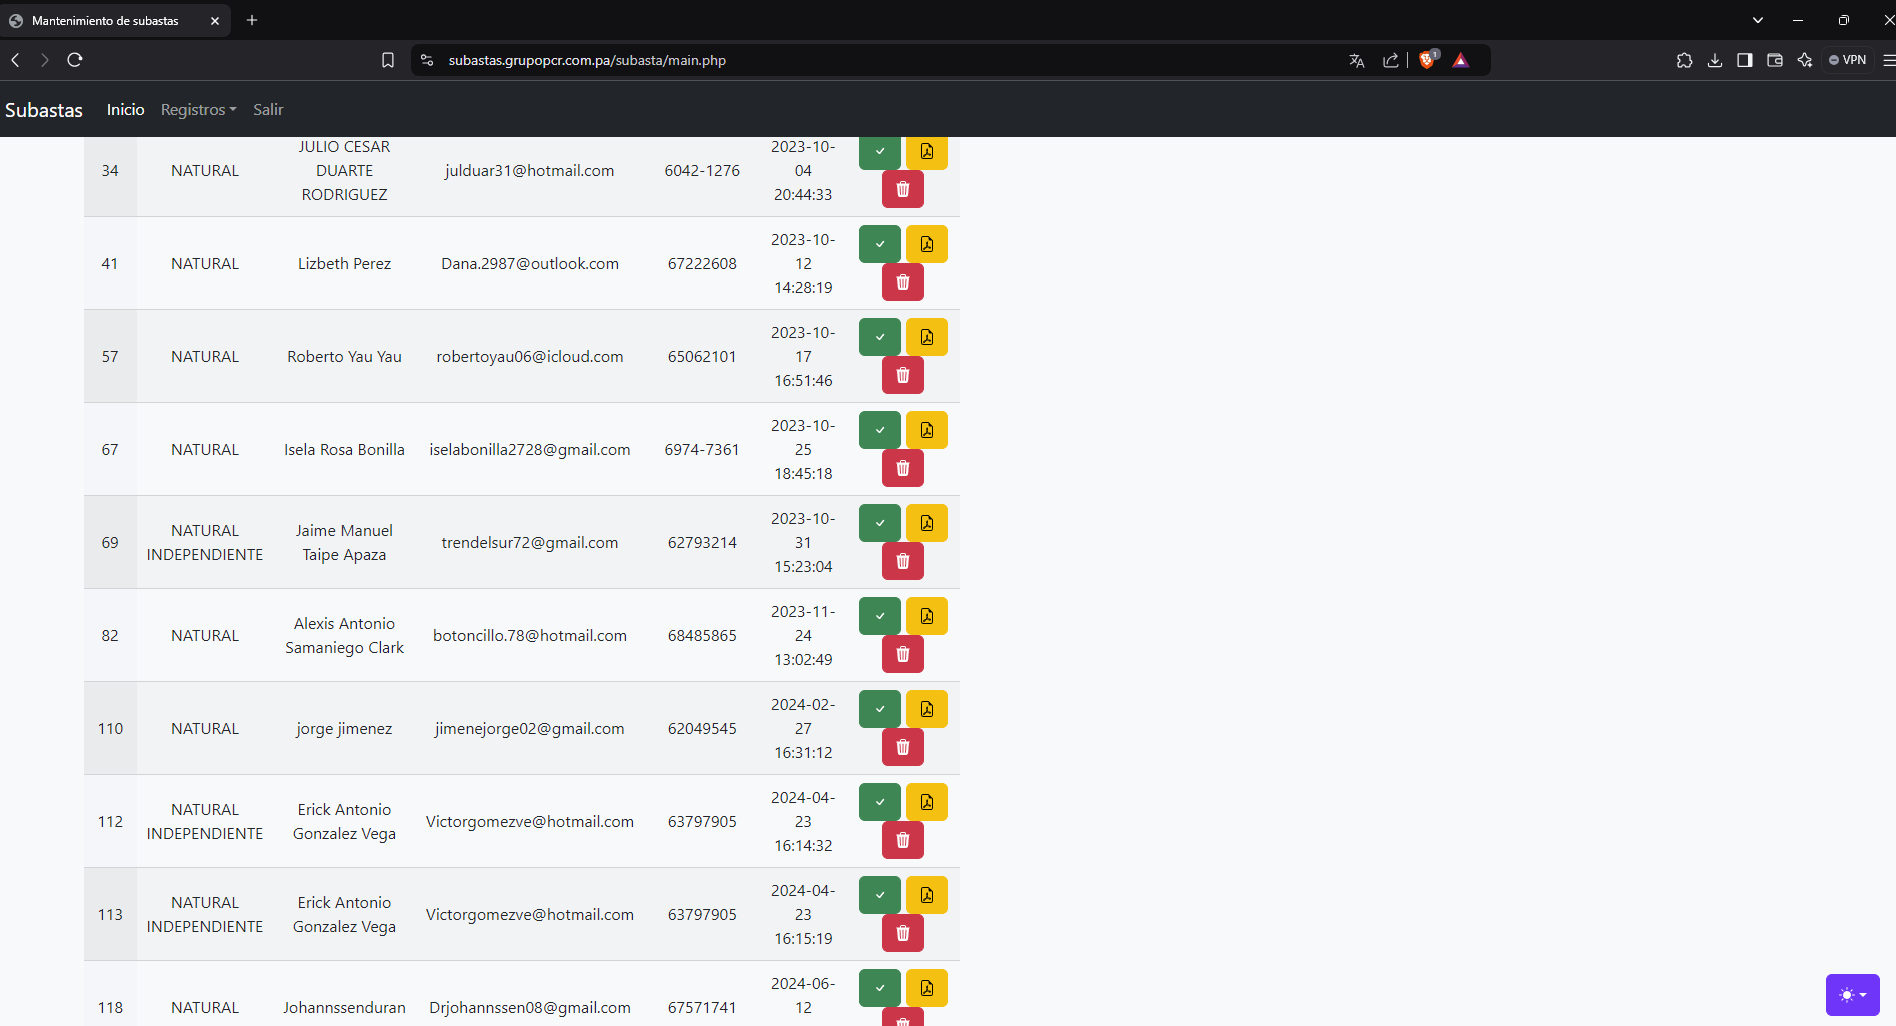 Mantenimiento de subastas
subastas.grupopcr.com.pa/subasta/main.php
1
VPN
Subastas Inicio Registros Salir
34 NATURAL JULIO CESAR DUARTE RODRIGUEZ julduar31@hotmail.com 6042-1276 2023-10-04 20:44:33
41 NATURAL Lizbeth Perez Dana.2987@outlook.com 67222608 2023-10-12 14:28:19
57 NATURAL Roberto Yau Yau robertoyau06@icloud.com 65062101 2023-10-17 16:51:46
67 NATURAL Isela Rosa Bonilla iselabonilla2728@gmail.com 6974-7361 2023-10-25 18:45:18
69 NATURAL INDEPENDIENTE Jaime Manuel Taipe Apaza trendelsur72@gmail.com 62793214 2023-10-31 15:23:04
82 NATURAL Alexis Antonio Samaniego Clark botoncillo.78@hotmail.com 68485865 2023-11-24 13:02:49
110 NATURAL jorge jimenez jimenejorge02@gmail.com 62049545 2024-02-27 16:31:12
112 NATURAL INDEPENDIENTE Erick Antonio Gonzalez Vega Victorgomezve@hotmail.com 63797905 2024-04-23 16:14:32
113 NATURAL INDEPENDIENTE Erick Antonio Gonzalez Vega Victorgomezve@hotmail.com 63797905 2024-04-23 16:15:19
118 NATURAL Johannssenduran Drjohannssen08@gmail.com 67571741 2024-06-12